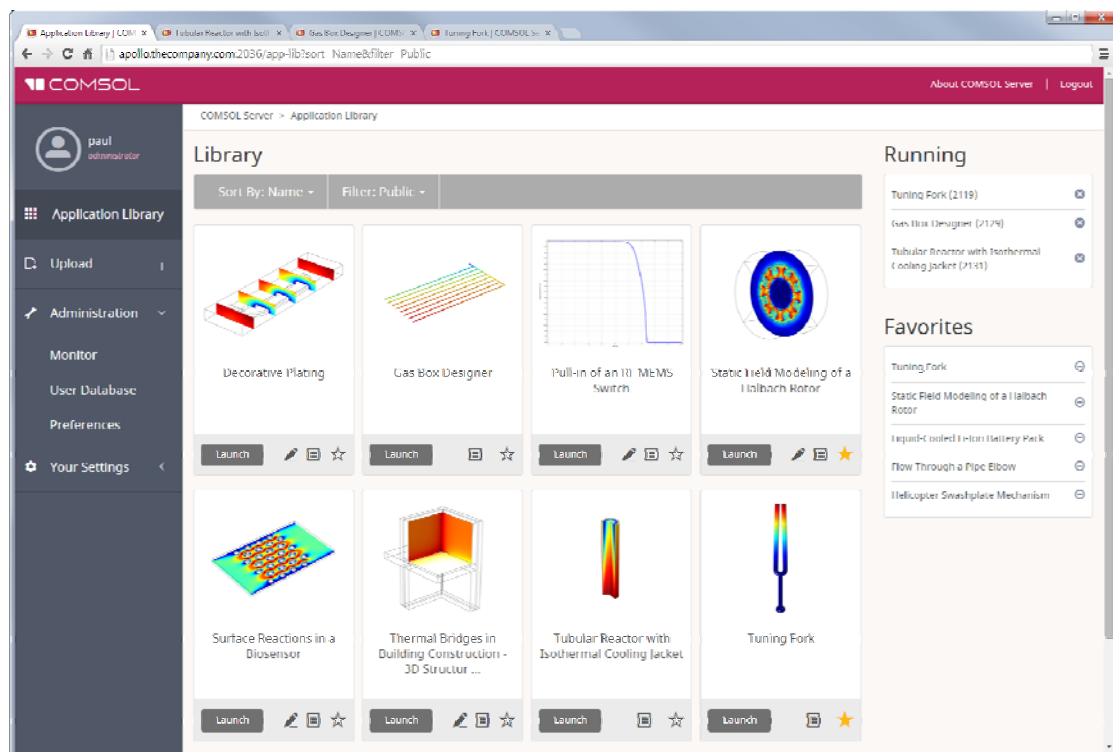 Application Library | COM
Tubular Reactor with Isoth
Gas Box Designer | COMS
Tuning Fork | COMSOL Se
apollo.thecompany.com:2036/app-lib?sort_Name&filter_Public
COMSOL
About COMSOL Server | Logout
paul
administrator
Application Library
Upload
Administration
Monitor
User Database
Preferences
Your Settings
COMSOL Server > Application Library
Library
Sort By: Name
Filter: Public
Decorative Plating
Gas Box Designer
Pull-in of an RF MEMS
Switch
Static Field Modeling of a
Halbach Rotor
Launch
Launch
Launch
Launch
Surface Reactions in a
Biosensor
Thermal Bridges in
Building Construction -
3D Structur ...
Tubular Reactor with
Isothermal Cooling Jacket
Tuning Fork
Launch
Launch
Launch
Launch
Running
Tuning Fork (2119)
Gas Box Designer (2129)
Tubular Reactor with Isothermal
Cooling Jacket (2131)
Favorites
Tuning Fork
Static Field Modeling of a Halbach
Rotor
Liquid-Cooled Li-Ion Battery Pack
Flow Through a Pipe Elbow
Helicopter Swashplate Mechanism